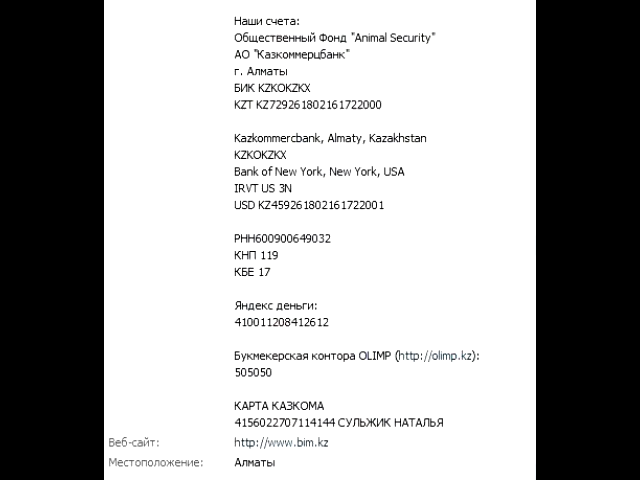 Наши счета:
Общественный Фонд "Animal Security"
АО "Казкоммерцбанк"
г. Алматы
БИК KZKOKZKX
KZT KZ729261802161722000
Kazkommercbank, Almaty, Kazakhstan
KZKOKZKX
Bank of New York, New York, USA
IRVT US 3N
USD KZ459261802161722001
РНН600900649032
КНП 119
КБЕ 17
Яндекс деньги:
410011208412612
Букмекерская контора OLIMP (http://olimp.kz):
505050
КАРТА КАЗКОМА
4156022707114144 СУЛЬЖИК НАТАЛЬЯ
Веб-сайт: http://www.bim.kz
Местоположение: Алматы